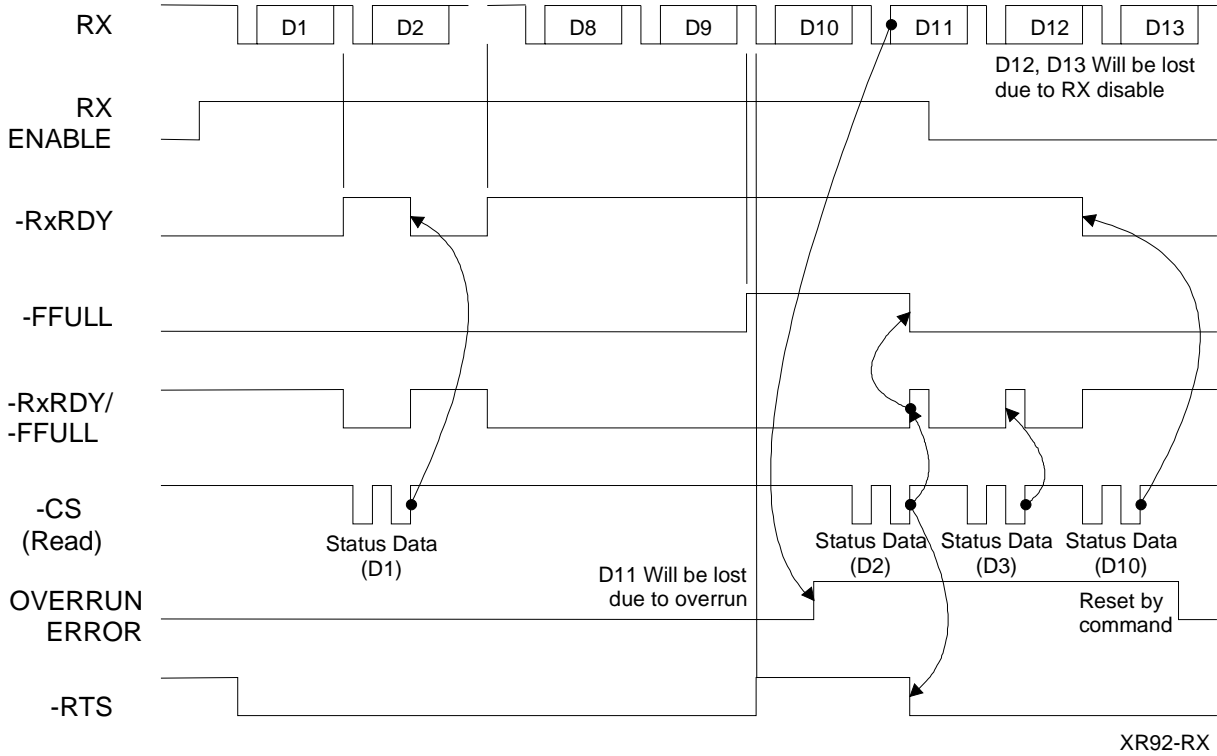 RX
D1
D2
D8
D9
D10
D11
D12
D13
D12, D13 Will be lost
due to RX disable
RX
ENABLE
-RxRDY
-FFULL
-RxRDY/
-FFULL
-CS
(Read)
Status Data
(D1)
Status Data
(D2)
Status Data
(D3)
Status Data
(D10)
D11 Will be lost
due to overrun
OVERRUN
ERROR
Reset by
command
-RTS
XR92-RX